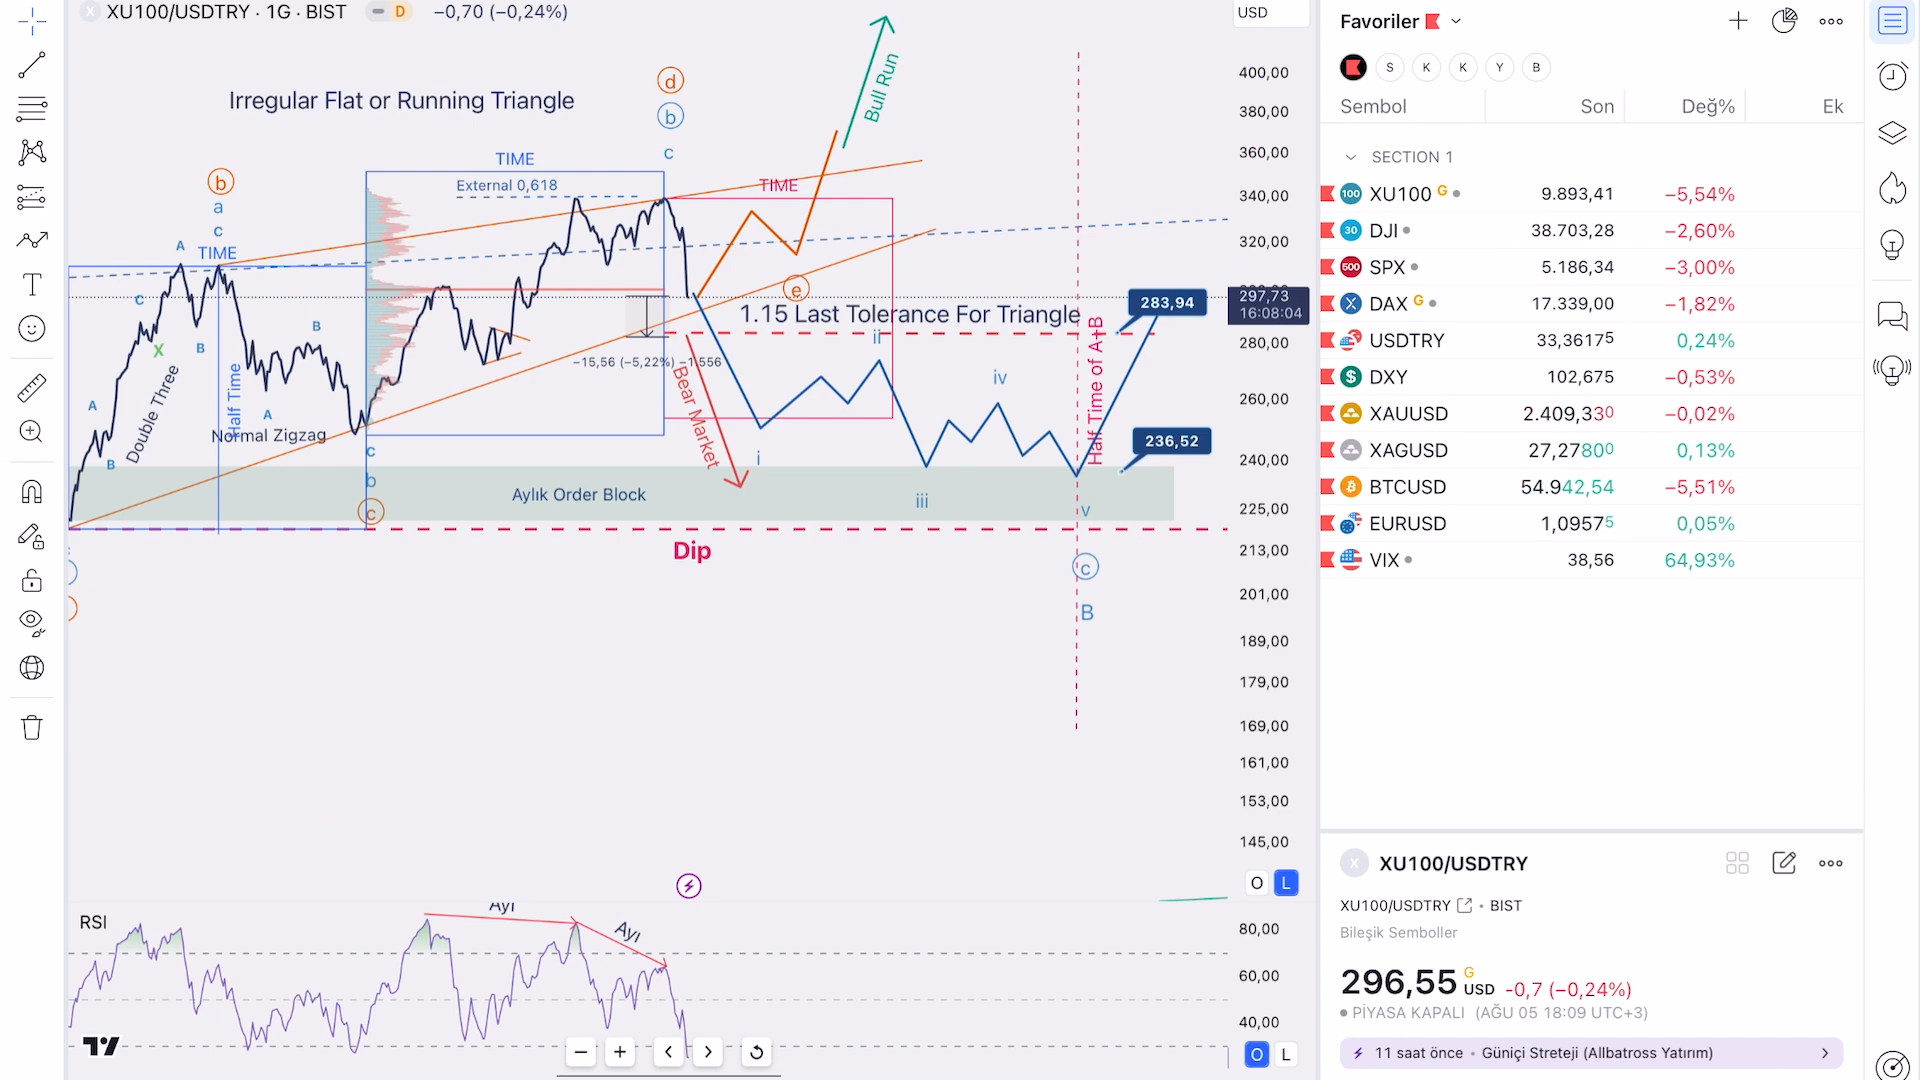 XU100/USDTRY · 1G · BIST
D
−0,70 (−0,24%)
USD
Irregular Flat or Running Triangle
Bull Run
d
b
c
TIME
External 0,618
TIME
b
a
c
TIME
A
C
X
B
A
B
Double Three
Half Time
B
A
Normal Zigzag
c
b
c
e
1.15 Last Tolerance For Triangle
283,94
−15,56 (−5,22%) −1.556
Bear Market
ii
i
iv
iii
v
Half Time of A+B
236,52
Aylık Order Block
Dip
c
B
400,00
380,00
360,00
340,00
320,00
297,73
16:08:04
280,00
260,00
240,00
225,00
213,00
201,00
189,00
179,00
169,00
161,00
153,00
145,00
O
L
RSI
Ayı
Ayı
80,00
60,00
40,00
O
L
Favoriler
S
K
K
Y
B
Sembol Son Değ% Ek
SECTION 1
100 XU100 G 9.893,41 −5,54%
30 DJI 38.703,28 −2,60%
500 SPX 5.186,34 −3,00%
X DAX G 17.339,00 −1,82%
USDTRY 33,36175 0,24%
$ DXY 102,675 −0,53%
XAUUSD 2.409,330 −0,02%
XAGUSD 27,27800 0,13%
BTCUSD 54.942,54 −5,51%
EURUSD 1,09575 0,05%
VIX 38,56 64,93%
X XU100/USDTRY
XU100/USDTRY • BIST
Bileşik Semboller
296,55 G USD -0,7 (−0,24%)
PİYASA KAPALI (AĞU 05 18:09 UTC+3)
11 saat önce • Güniçi Streteji (Allbatross Yatırım)